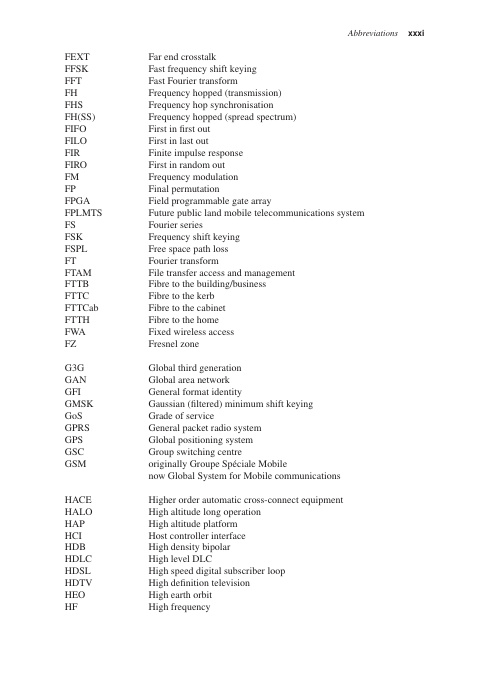 Abbreviations xxxi
FEXT Far end crosstalk
FFSK Fast frequency shift keying
FFT Fast Fourier transform
FH Frequency hopped (transmission)
FHS Frequency hop synchronisation
FH(SS) Frequency hopped (spread spectrum)
FIFO First in first out
FILO First in last out
FIR Finite impulse response
FIRO First in random out
FM Frequency modulation
FP Final permutation
FPGA Field programmable gate array
FPLMTS Future public land mobile telecommunications system
FS Fourier series
FSK Frequency shift keying
FSPL Free space path loss
FT Fourier transform
FTAM File transfer access and management
FTTB Fibre to the building/business
FTTC Fibre to the kerb
FTTCab Fibre to the cabinet
FTTH Fibre to the home
FWA Fixed wireless access
FZ Fresnel zone
G3G Global third generation
GAN Global area network
GFI General format identity
GMSK Gaussian (filtered) minimum shift keying
GoS Grade of service
GPRS General packet radio system
GPS Global positioning system
GSC Group switching centre
GSM originally Groupe Spéciale Mobile
now Global System for Mobile communications
HACE Higher order automatic cross-connect equipment
HALO High altitude long operation
HAP High altitude platform
HCI Host controller interface
HDB High density bipolar
HDLC High level DLC
HDSL High speed digital subscriber loop
HDTV High definition television
HEO High earth orbit
HF High frequency